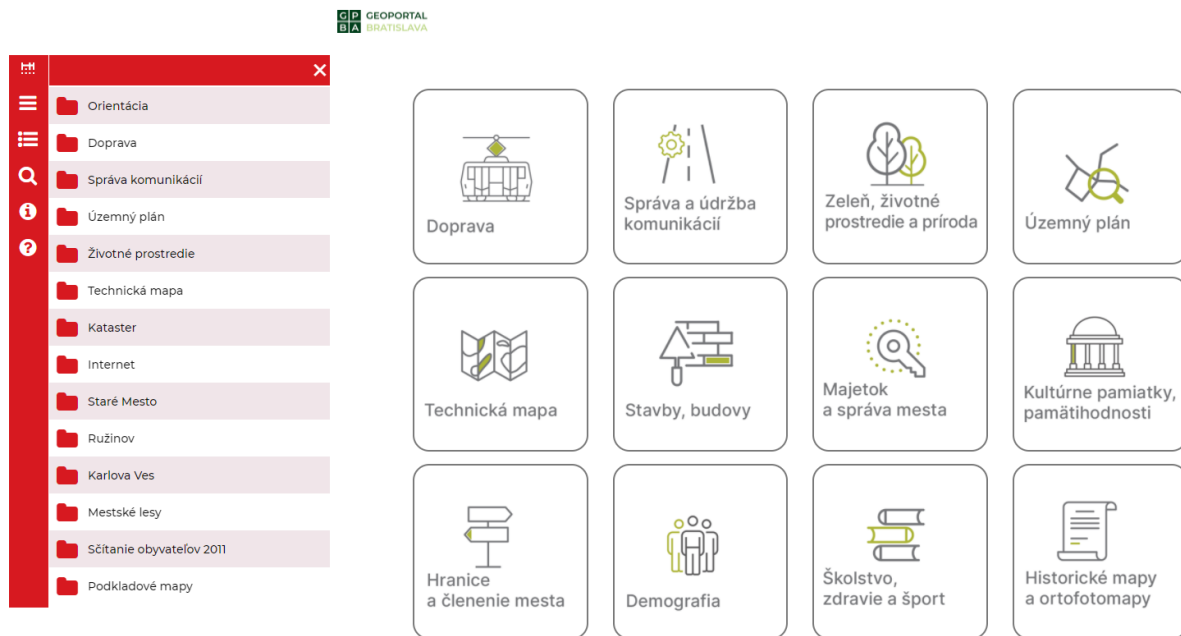 GP GEOPORTAL
BA BRATISLAVA
Orientácia
Doprava
Správa komunikácií
Územný plán
Životné prostredie
Technická mapa
Kataster
Internet
Staré Mesto
Ružinov
Karlova Ves
Mestské lesy
Sčítanie obyvateľov 2011
Podkladové mapy
Doprava
Správa a údržba
komunikácií
Zeleň, životné
prostredie a príroda
Územný plán
Technická mapa
Stavby, budovy
Majetok
a správa mesta
Kultúrne pamiatky,
pamätihodnosti
Hranice
a členenie mesta
Demografia
Školstvo,
zdravie a šport
Historické mapy
a ortofotomapy